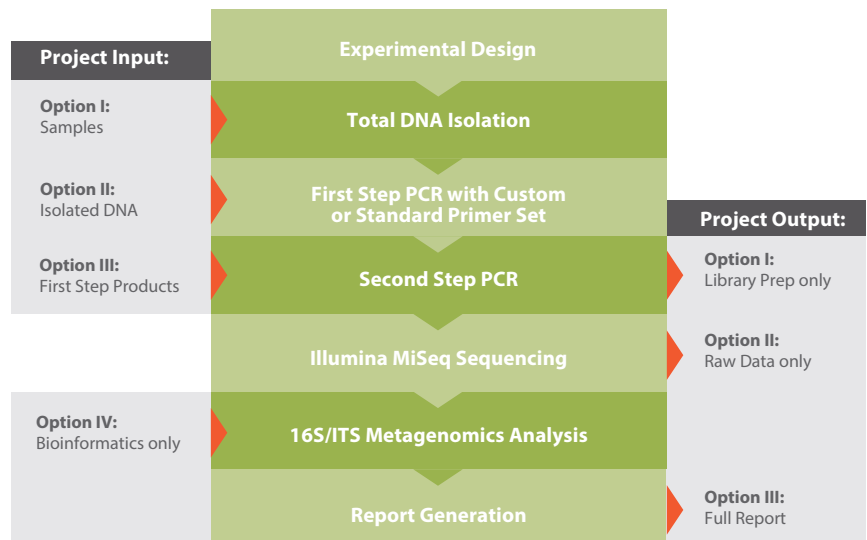 Project Input:
Option I:
Samples
Option II:
Isolated DNA
Option III:
First Step Products
Option IV:
Bioinformatics only
Experimental Design
Total DNA Isolation
First Step PCR with Custom
or Standard Primer Set
Second Step PCR
Illumina MiSeq Sequencing
16S/ITS Metagenomics Analysis
Report Generation
Project Output:
Option I:
Library Prep only
Option II:
Raw Data only
Option III:
Full Report